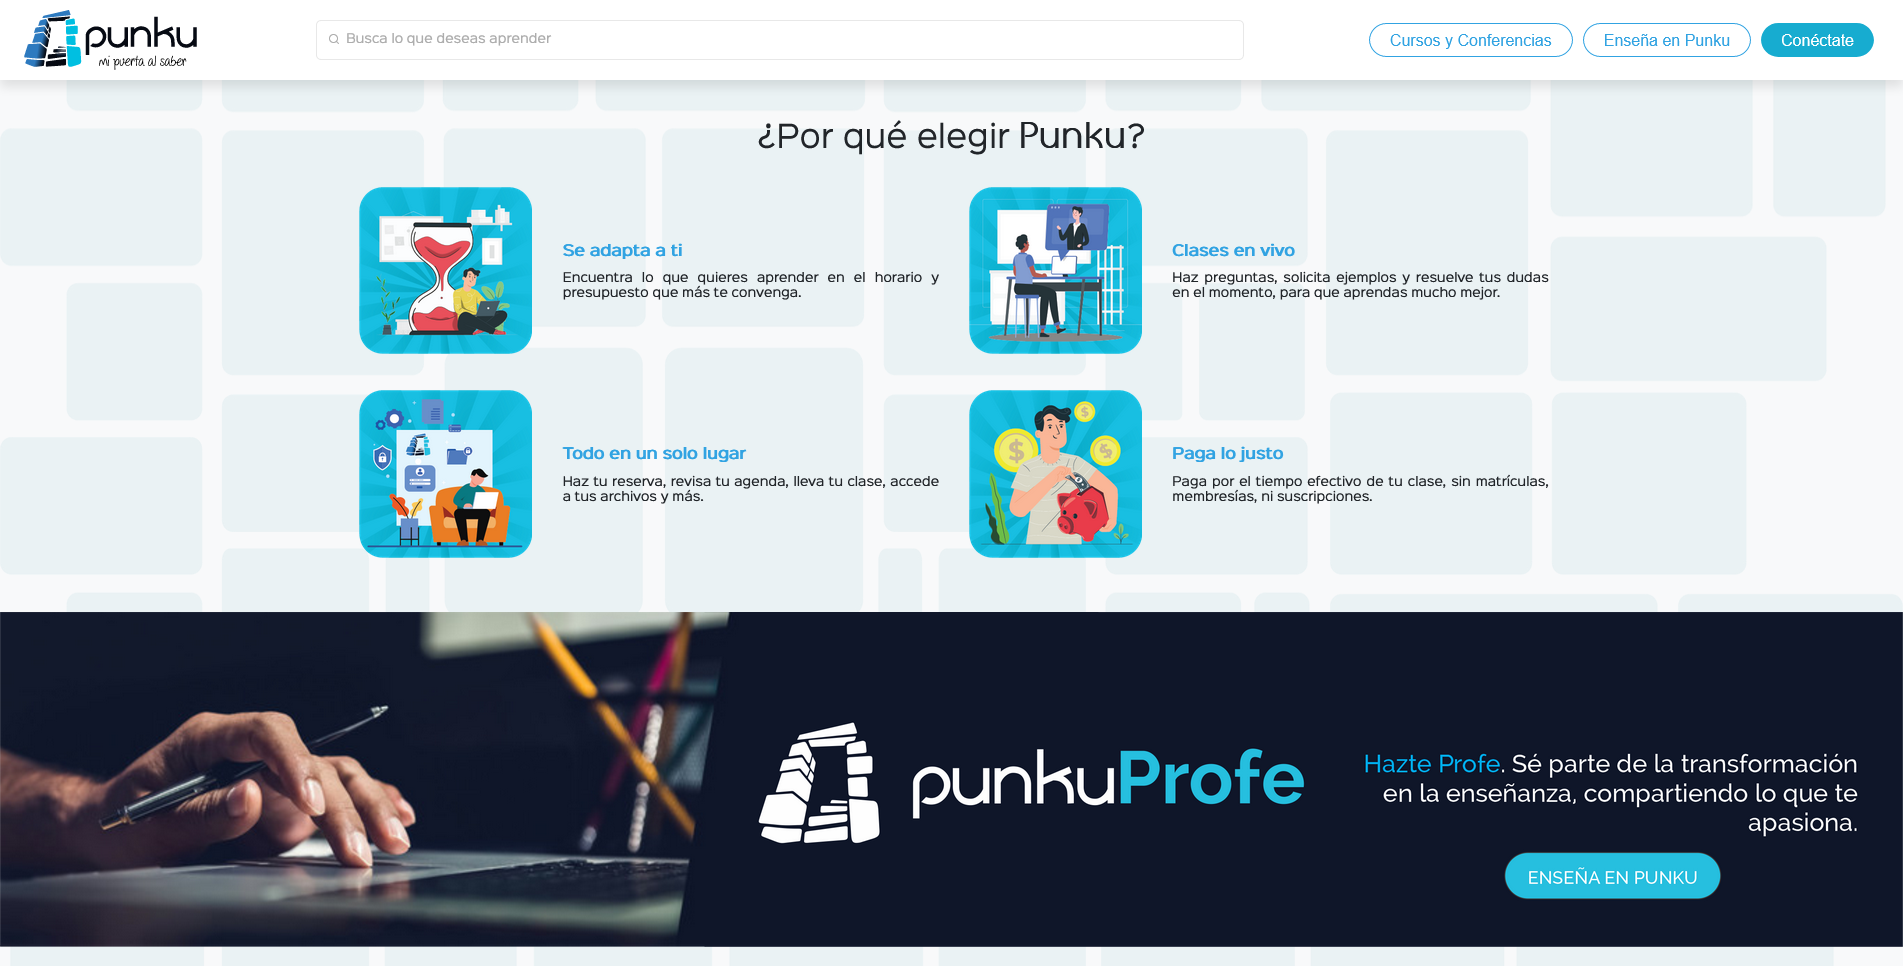 punku
mi puerta al saber
Busca lo que deseas aprender
Cursos y Conferencias
Enseña en Punku
Conéctate
¿Por qué elegir Punku?
Se adapta a ti
Encuentra lo que quieres aprender en el horario y
presupuesto que más te convenga.
Clases en vivo
Haz preguntas, solicita ejemplos y resuelve tus dudas
en el momento, para que aprendas mucho mejor.
Todo en un solo lugar
Haz tu reserva, revisa tu agenda, lleva tu clase, accede
a tus archivos y más.
Paga lo justo
Paga por el tiempo efectivo de tu clase, sin matrículas,
membresías, ni suscripciones.
punkuProfe
Hazte Profe. Sé parte de la transformación
en la enseñanza, compartiendo lo que te
apasiona.
ENSEÑA EN PUNKU